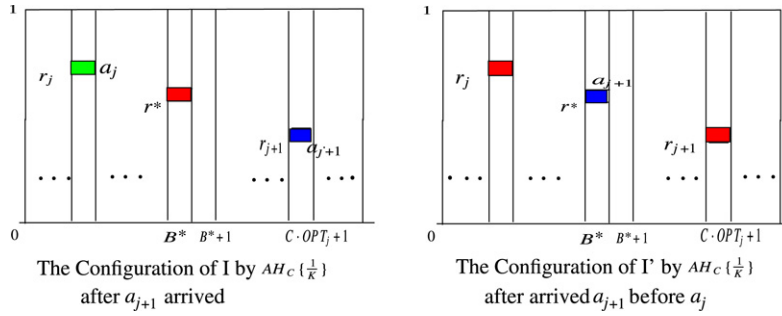 1
r_j a_j
r*
r_{j+1} a_{j+1}
... ... ... ...
0 B* B*+1 C·OPT_j+1
The Configuration of I by AH_C {1/K}
after a_{j+1} arrived
1
r_j
a_{j+1}
r*
r_{j+1}
... ... ... ...
0 B* B*+1 C·OPT_j+1
The Configuration of I' by AH_C {1/K}
after arrived a_{j+1} before a_j